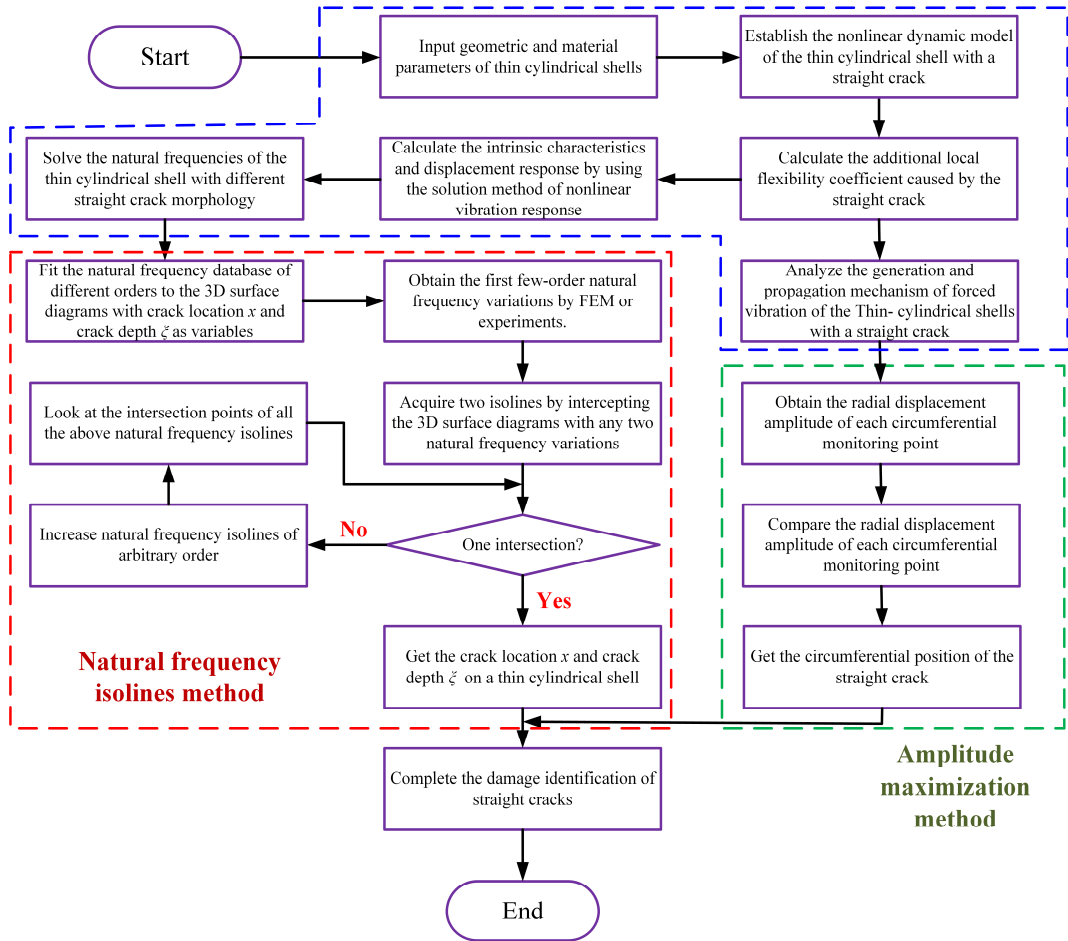 Start
Input geometric and material
parameters of thin cylindrical shells
Establish the nonlinear dynamic model
of the thin cylindrical shell with a
straight crack
Solve the natural frequencies of the
thin cylindrical shell with different
straight crack morphology
Calculate the intrinsic characteristics
and displacement response by using
the solution method of nonlinear
vibration response
Calculate the additional local
flexibility coefficient caused by the
straight crack
Fit the natural frequency database of
different orders to the 3D surface
diagrams with crack location x and
crack depth ξ as variables
Obtain the first few-order natural
frequency variations by FEM or
experiments.
Analyze the generation and
propagation mechanism of forced
vibration of the Thin- cylindrical shells
with a straight crack
Look at the intersection points of all
the above natural frequency isolines
Acquire two isolines by intercepting
the 3D surface diagrams with any two
natural frequency variations
Obtain the radial displacement
amplitude of each circumferential
monitoring point
Increase natural frequency isolines of
arbitrary order
No
One intersection?
Yes
Compare the radial displacement
amplitude of each circumferential
monitoring point
Natural frequency
isolines method
Get the crack location x and crack
depth ξ on a thin cylindrical shell
Get the circumferential position of the
straight crack
Complete the damage identification of
straight cracks
Amplitude
maximization
method
End